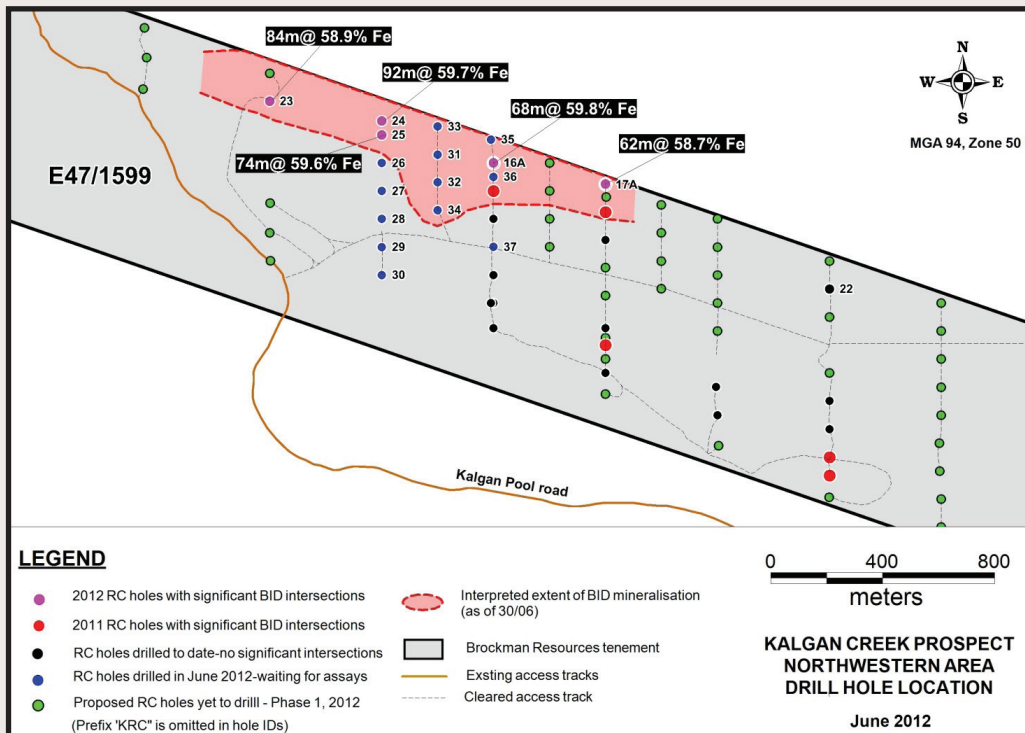 84m@ 58.9% Fe
92m@ 59.7% Fe
68m@ 59.8% Fe
62m@ 58.7% Fe
74m@ 59.6% Fe
N
W
E
S
MGA 94, Zone 50
E47/1599
23
24
25
26
27
28
29
30
33
31
32
34
35
16A
36
37
17A
22
Kalgan Pool road
LEGEND
2012 RC holes with significant BID intersections
2011 RC holes with significant BID intersections
RC holes drilled to date-no significant intersections
RC holes drilled in June 2012-waiting for assays
Proposed RC holes yet to drilll - Phase 1, 2012
(Prefix 'KRC" is omitted in hole IDs)
Interpreted extent of BID mineralisation
(as of 30/06)
Brockman Resources tenement
Exsting access tracks
Cleared access track
0 400 800
meters
KALGAN CREEK PROSPECT
NORTHWESTERN AREA
DRILL HOLE LOCATION
June 2012